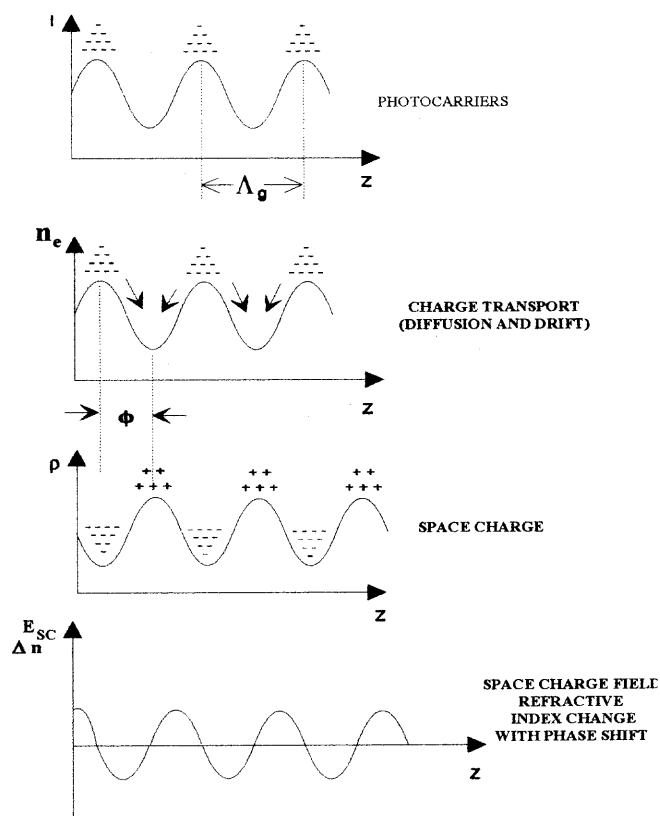 I
PHOTOCARRIERS
Λg
z
ne
CHARGE TRANSPORT
(DIFFUSION AND DRIFT)
z
ϕ
ρ
+ +
+ + +
+ +
+ + +
+ +
+ + +
SPACE CHARGE
z
ESC
Δ n
SPACE CHARGE FIELD
REFRACTIVE
INDEX CHANGE
WITH PHASE SHIFT
z